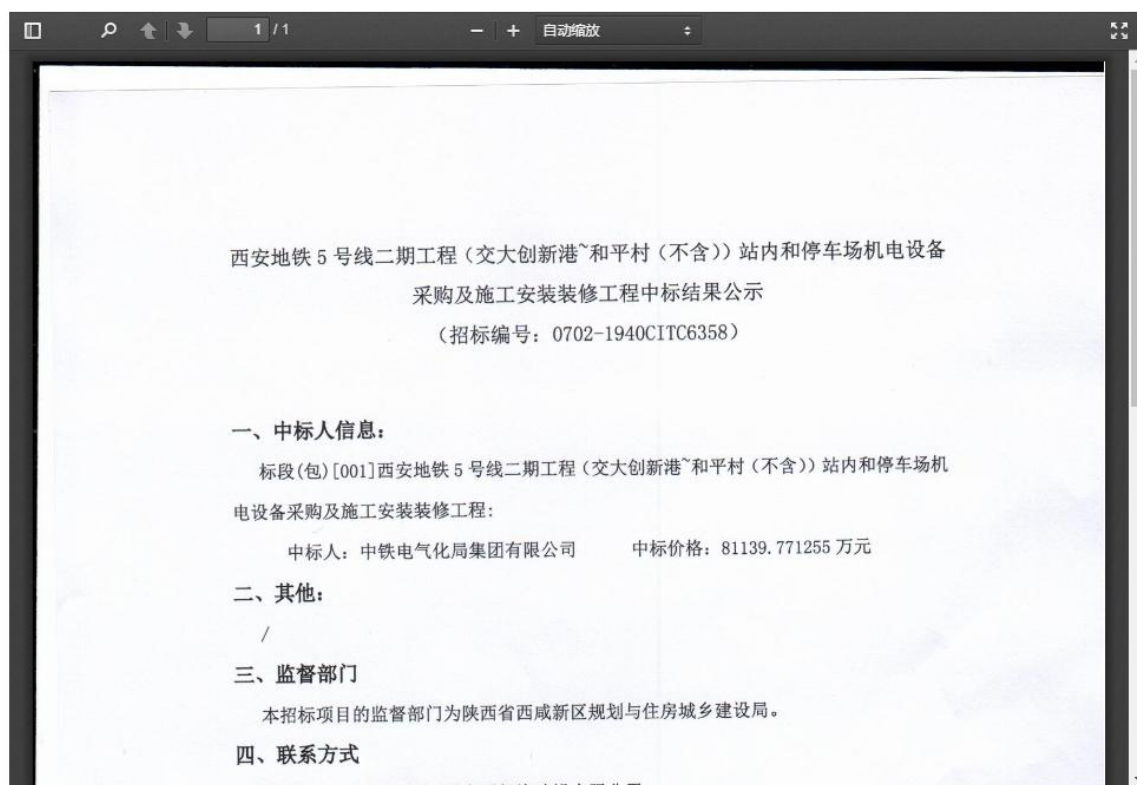 1 / 1
自动缩放
西安地铁 5 号线二期工程（交大创新港~和平村（不含））站内和停车场机电设备
采购及施工安装装修工程中标结果公示
（招标编号：0702-1940CITC6358）
一、中标人信息：
标段(包)[001]西安地铁 5 号线二期工程（交大创新港~和平村（不含））站内和停车场机
电设备采购及施工安装装修工程:
中标人：中铁电气化局集团有限公司 中标价格：81139.771255 万元
二、其他：
/
三、监督部门
本招标项目的监督部门为陕西省西咸新区规划与住房城乡建设局。
四、联系方式